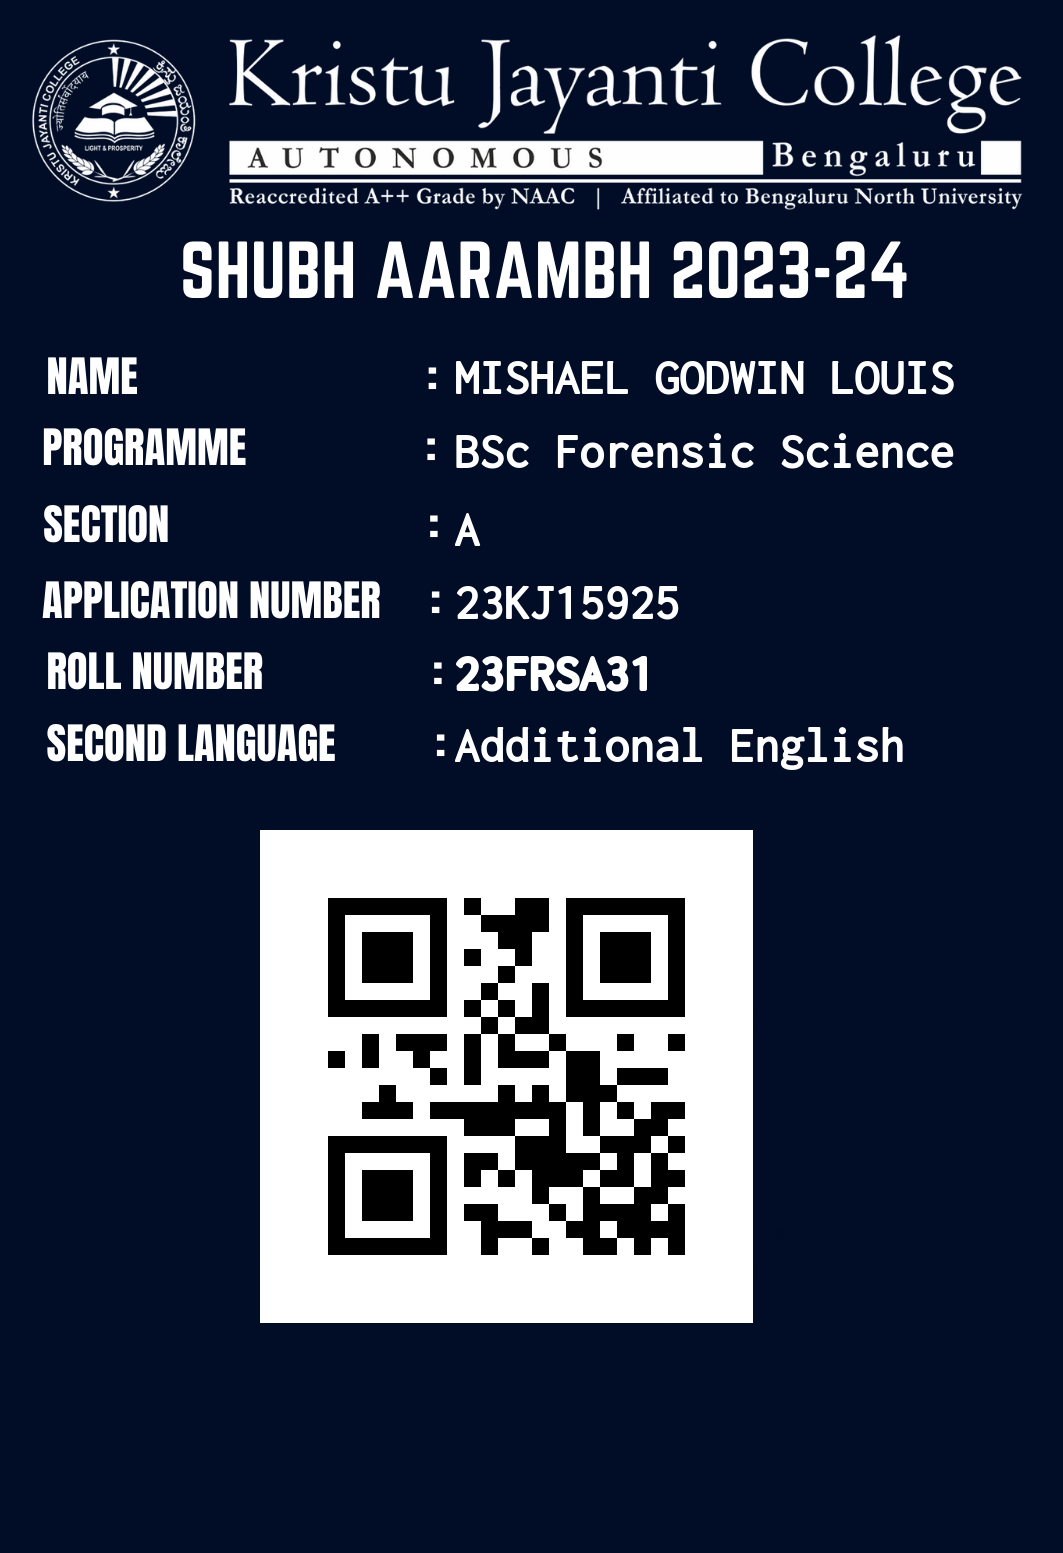 KRISTU JAYANTI COLLEGE
ಕ್ರಿಸ್ತು ಜಯಂತಿ ಕಾಲೇಜು
LIGHT & PROSPERITY
Kristu Jayanti College
AUTONOMOUS Bengaluru
Reaccredited A++ Grade by NAAC | Affiliated to Bengaluru North University
SHUBH AARAMBH 2023-24
NAME : MISHAEL GODWIN LOUIS
PROGRAMME : BSc Forensic Science
SECTION : A
APPLICATION NUMBER : 23KJ15925
ROLL NUMBER : 23FRSA31
SECOND LANGUAGE : Additional English